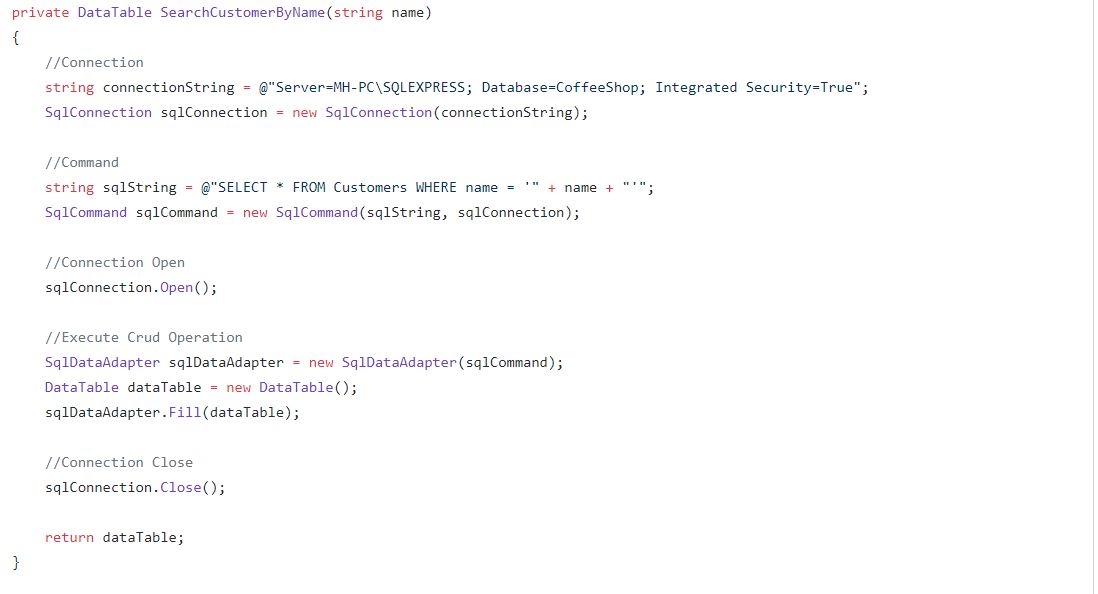 private DataTable SearchCustomerByName(string name)
{
    //Connection
    string connectionString = @"Server=MH-PC\SQLEXPRESS; Database=CoffeeShop; Integrated Security=True";
    SqlConnection sqlConnection = new SqlConnection(connectionString);

    //Command
    string sqlString = @"SELECT * FROM Customers WHERE name = '" + name + "'";
    SqlCommand sqlCommand = new SqlCommand(sqlString, sqlConnection);

    //Connection Open
    sqlConnection.Open();

    //Execute Crud Operation
    SqlDataAdapter sqlDataAdapter = new SqlDataAdapter(sqlCommand);
    DataTable dataTable = new DataTable();
    sqlDataAdapter.Fill(dataTable);

    //Connection Close
    sqlConnection.Close();

    return dataTable;
}